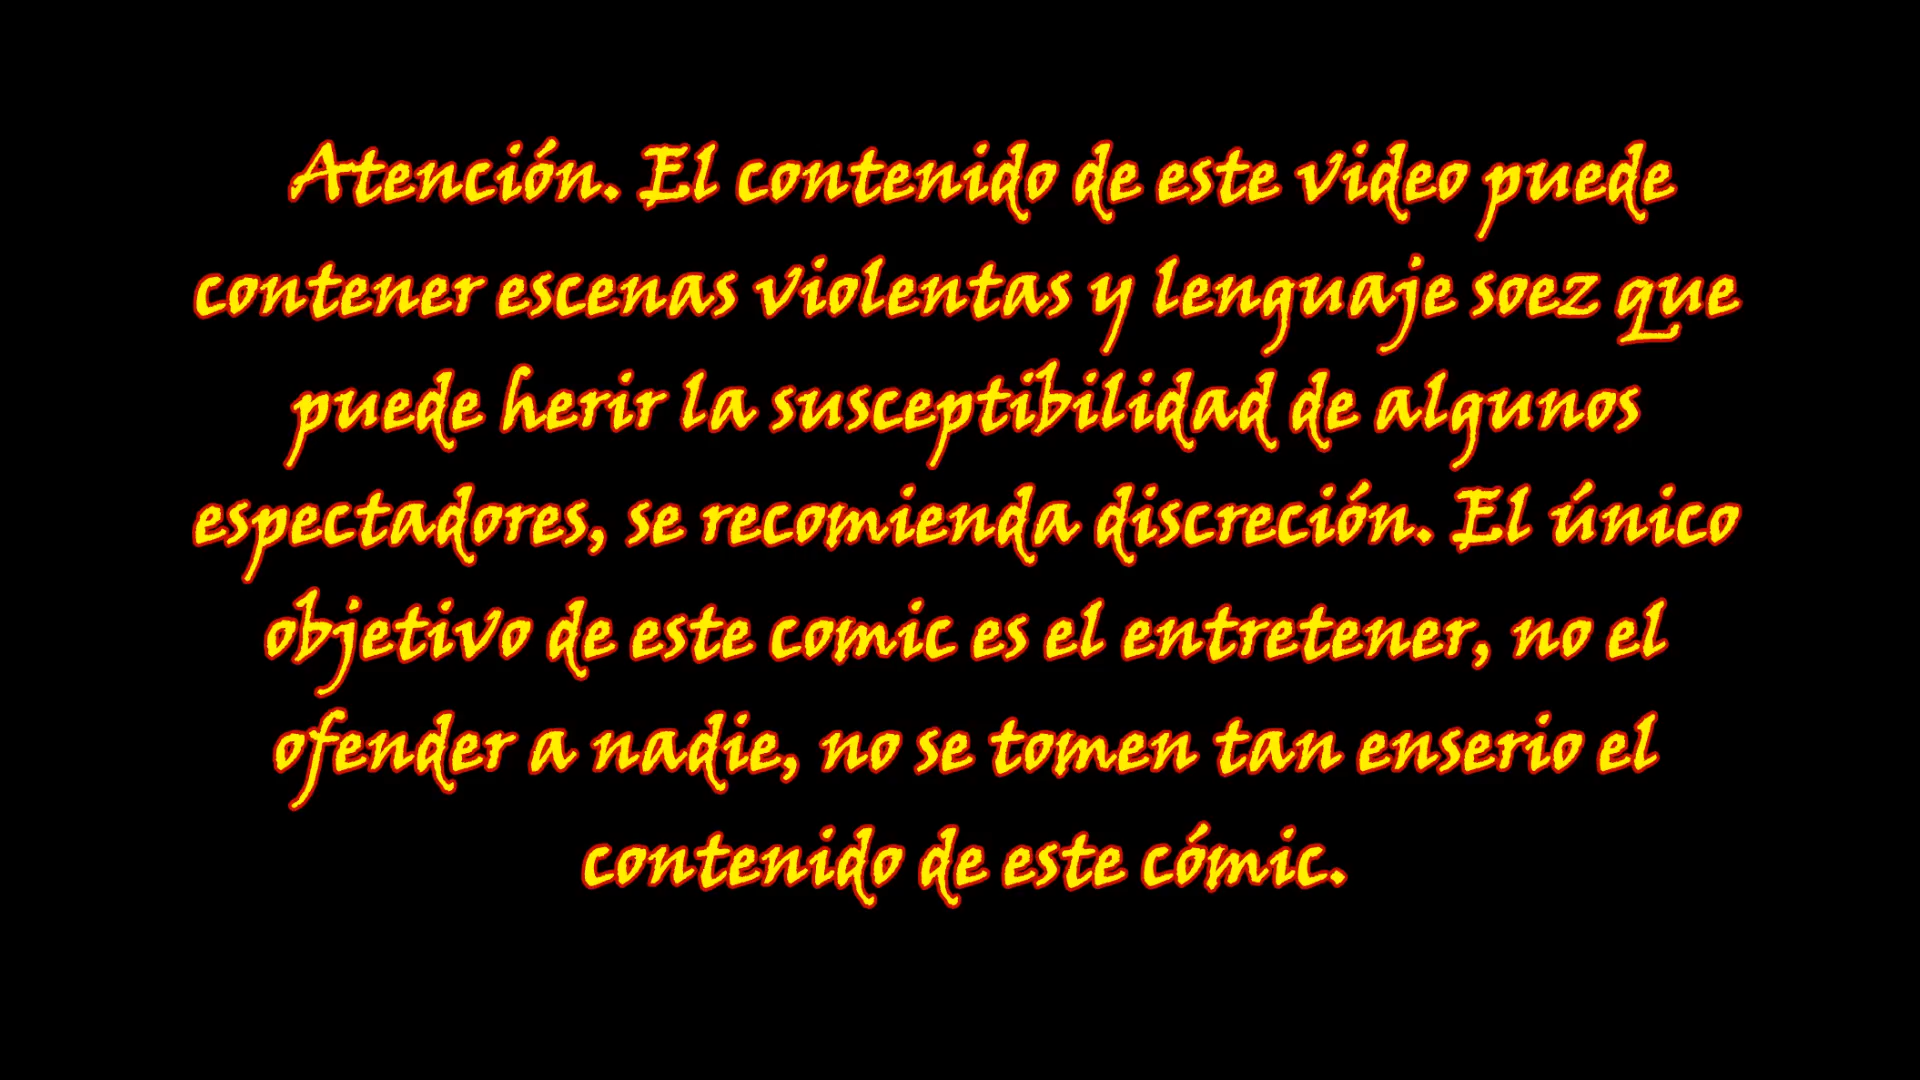 Atención. El contenido de este video puede
contener escenas violentas y lenguaje soez que
puede herir la susceptibilidad de algunos
espectadores, se recomienda discreción. El único
objetivo de este comic es el entretener, no el
ofender a nadie, no se tomen tan enserio el
contenido de este cómic.